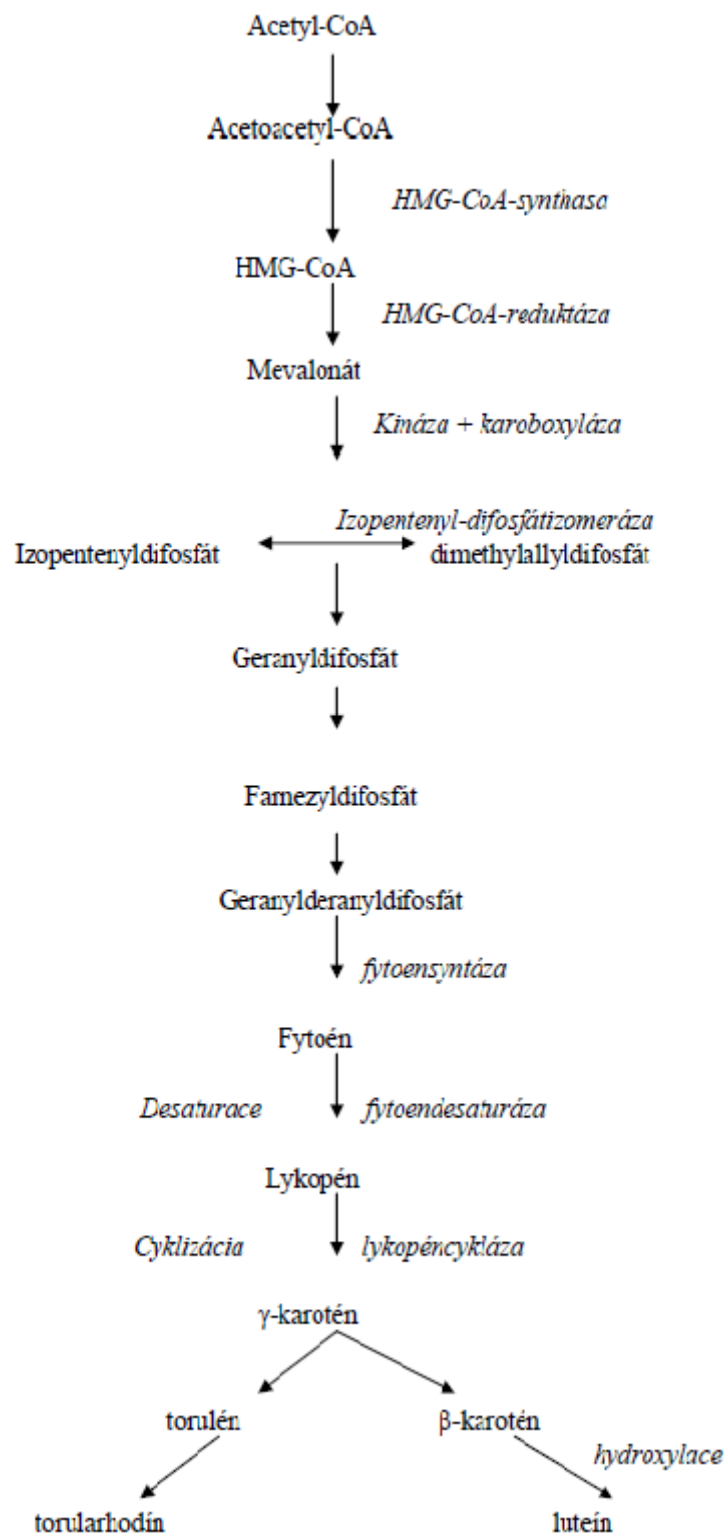 Acetyl-CoA
Acetoacetyl-CoA
HMG-CoA-synthasa
HMG-CoA
HMG-CoA-reduktáza
Mevalonát
Kináza + karoboxyláza
Izopentenyl-difosfátizomeráza
Izopentenyldifosfát dimethylallyldifosfát
Geranyldifosfát
Farnezyldifosfát
Geranylderanyldifosfát
fytoensyntáza
Fytoén
Desaturace fytoendesaturáza
Lykopén
Cyklizácia lykopéncykláza
γ-karotén
torulén β-karotén
hydroxylace
torularhodín luteín